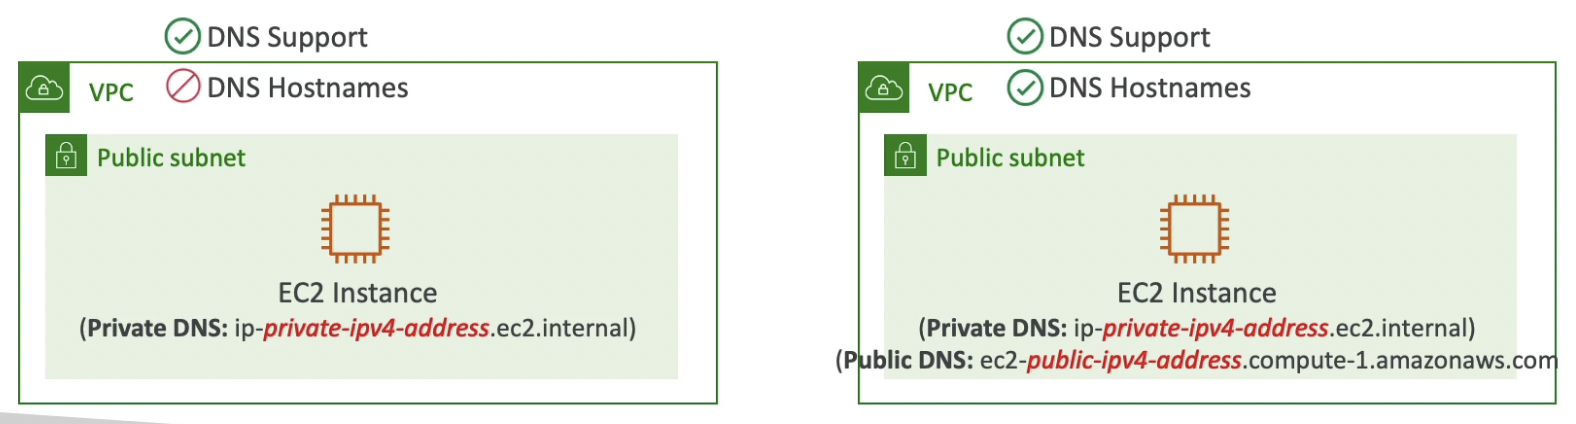 DNS Support
DNS Hostnames
VPC
Public subnet
EC2 Instance
(Private DNS: ip-private-ipv4-address.ec2.internal)
DNS Support
DNS Hostnames
VPC
Public subnet
EC2 Instance
(Private DNS: ip-private-ipv4-address.ec2.internal)
(Public DNS: ec2-public-ipv4-address.compute-1.amazonaws.com